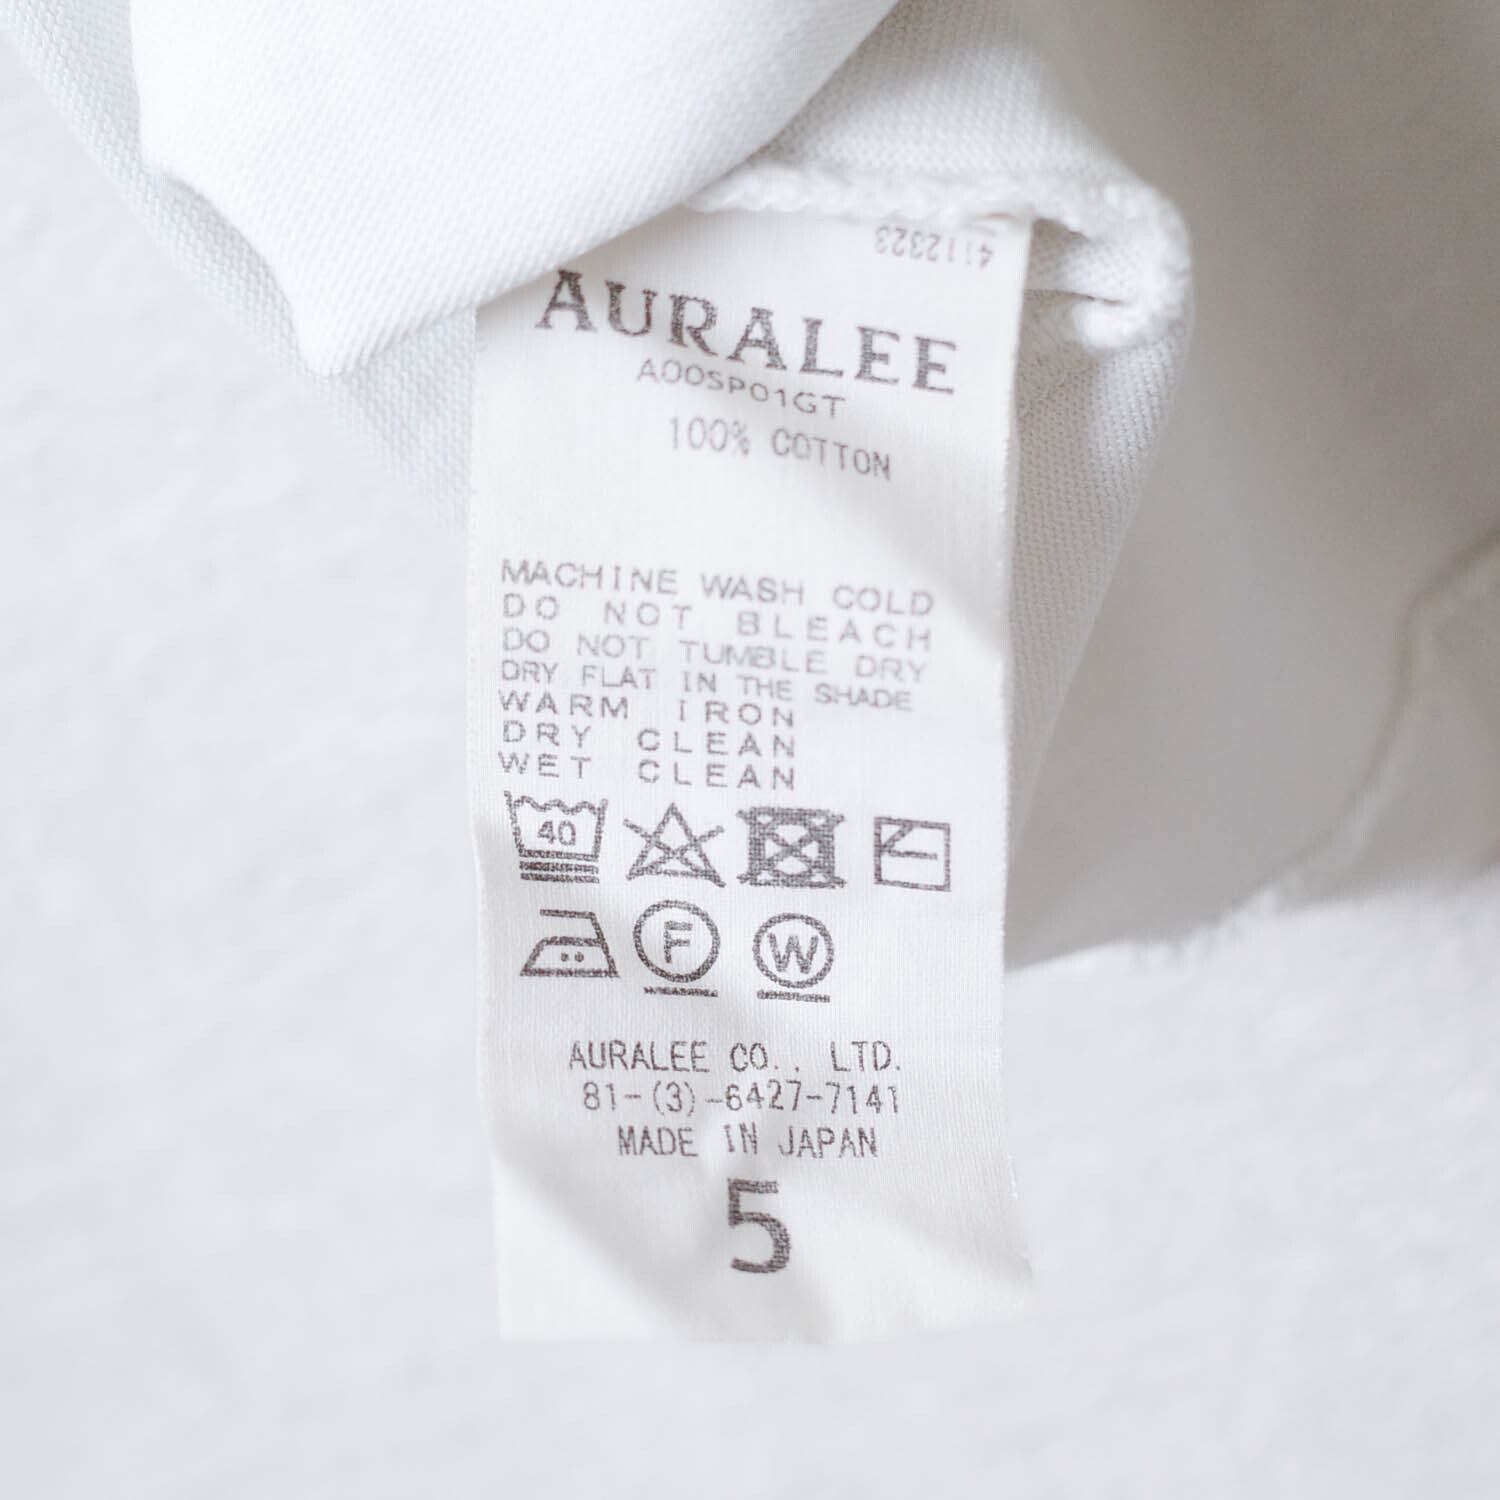 4112323
AURALEE
A00SP01GT
100% COTTON
MACHINE WASH COLD
DO NOT BLEACH
DO NOT TUMBLE DRY
DRY FLAT IN THE SHADE
WARM IRON
DRY CLEAN
WET CLEAN
40
F W
AURALEE CO., LTD.
81-(3)-6427-7141
MADE IN JAPAN
5